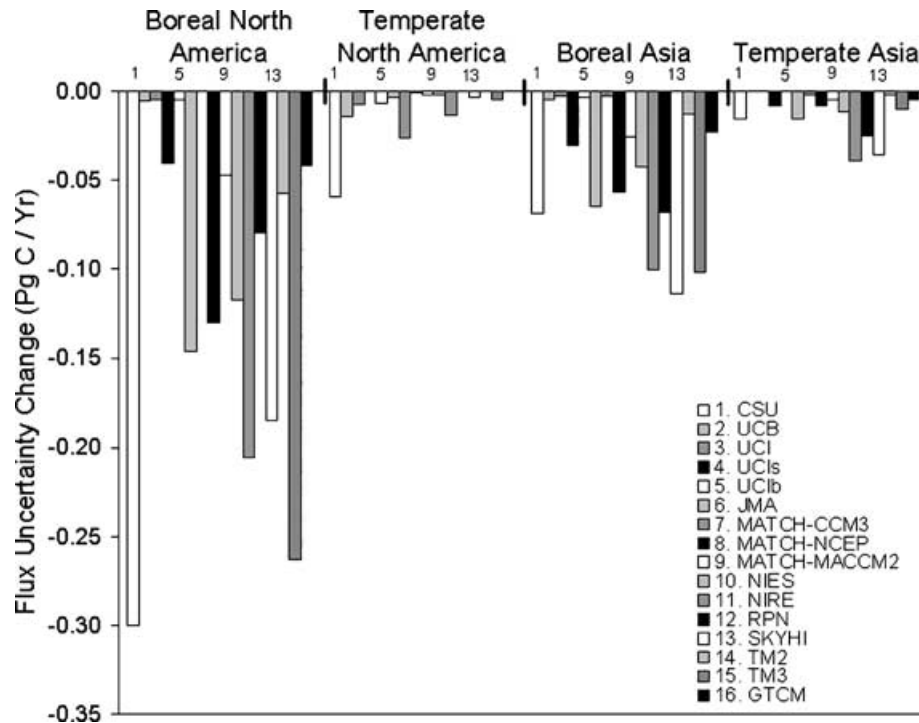 Boreal North America
Temperate North America
Boreal Asia
Temperate Asia
1 5 9 13 1 5 9 13 1 5 9 13 1 5 9 13
0.00
-0.05
-0.10
-0.15
-0.20
-0.25
-0.30
-0.35
Flux Uncertainty Change (Pg C / Yr)
1. CSU
2. UCB
3. UCI
4. UCIs
5. UCIb
6. JMA
7. MATCH-CCM3
8. MATCH-NCEP
9. MATCH-MACCM2
10. NIES
11. NIRE
12. RPN
13. SKYHI
14. TM2
15. TM3
16. GTCM